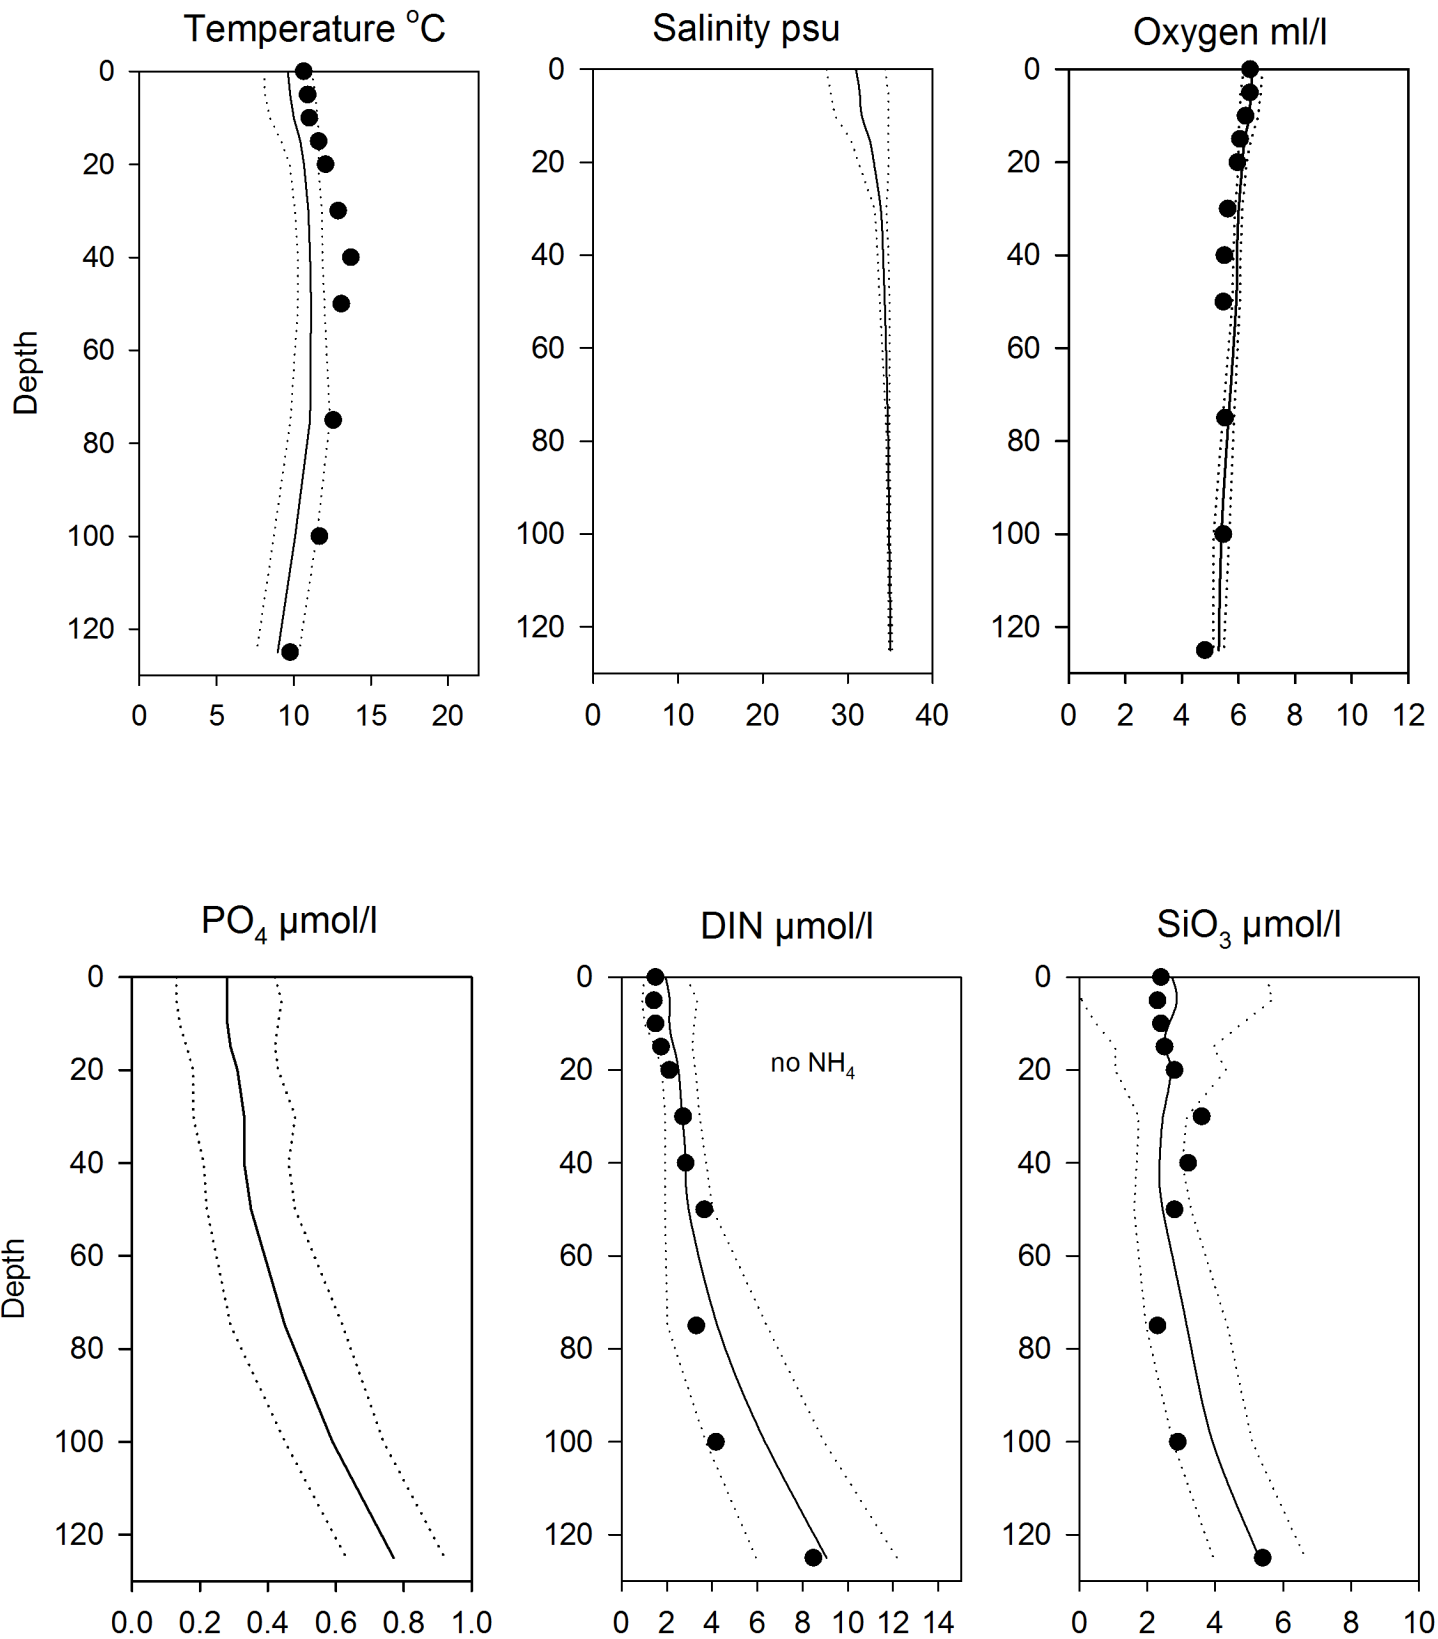 Temperature °C
Salinity psu
Oxygen ml/l
Depth
0
20
40
60
80
100
120
0 5 10 15 20
0
20
40
60
80
100
120
0 10 20 30 40
0
20
40
60
80
100
120
0 2 4 6 8 10 12
PO₄ µmol/l
DIN µmol/l
SiO₃ µmol/l
Depth
0
20
40
60
80
100
120
0.0 0.2 0.4 0.6 0.8 1.0
no NH₄
0
20
40
60
80
100
120
0 2 4 6 8 10 12 14
0
20
40
60
80
100
120
0 2 4 6 8 10